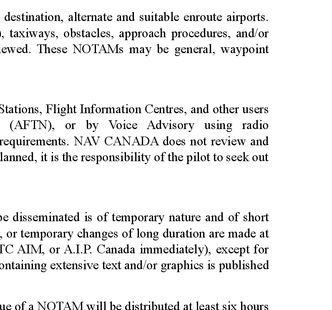 destination, alternate and suitable enroute airports.
, taxiways, obstacles, approach procedures, and/or
ewed. These NOTAMs may be general, waypoint
Stations, Flight Information Centres, and other users
(AFTN), or by Voice Advisory using radio
requirements. NAV CANADA does not review and
anned, it is the responsibility of the pilot to seek out
be disseminated is of temporary nature and of short
, or temporary changes of long duration are made at
TC AIM, or A.I.P. Canada immediately), except for
ontaining extensive text and/or graphics is published
ue of a NOTAM will be distributed at least six hours